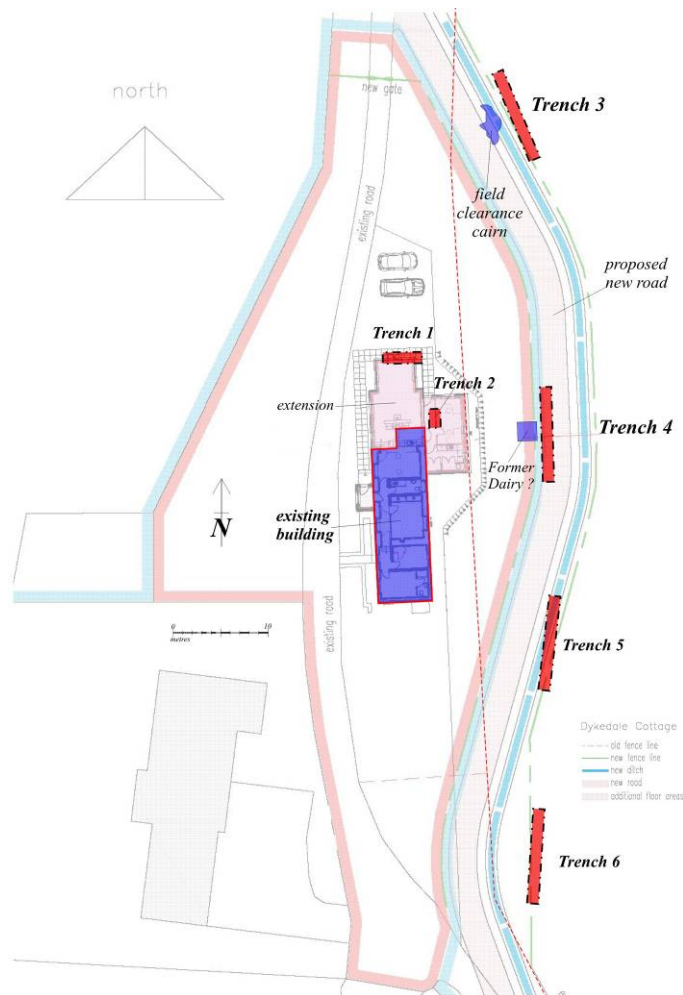 north
new gate
Trench 3
field
clearance
cairn
existing road
proposed
new road
Trench 1
Trench 2
extension
Trench 4
Former
Dairy ?
existing
building
N
0
10
metres
existing road
Trench 5
Dykedale Cottage
old fence line
new fence line
new ditch
new road
additional floor areas
Trench 6